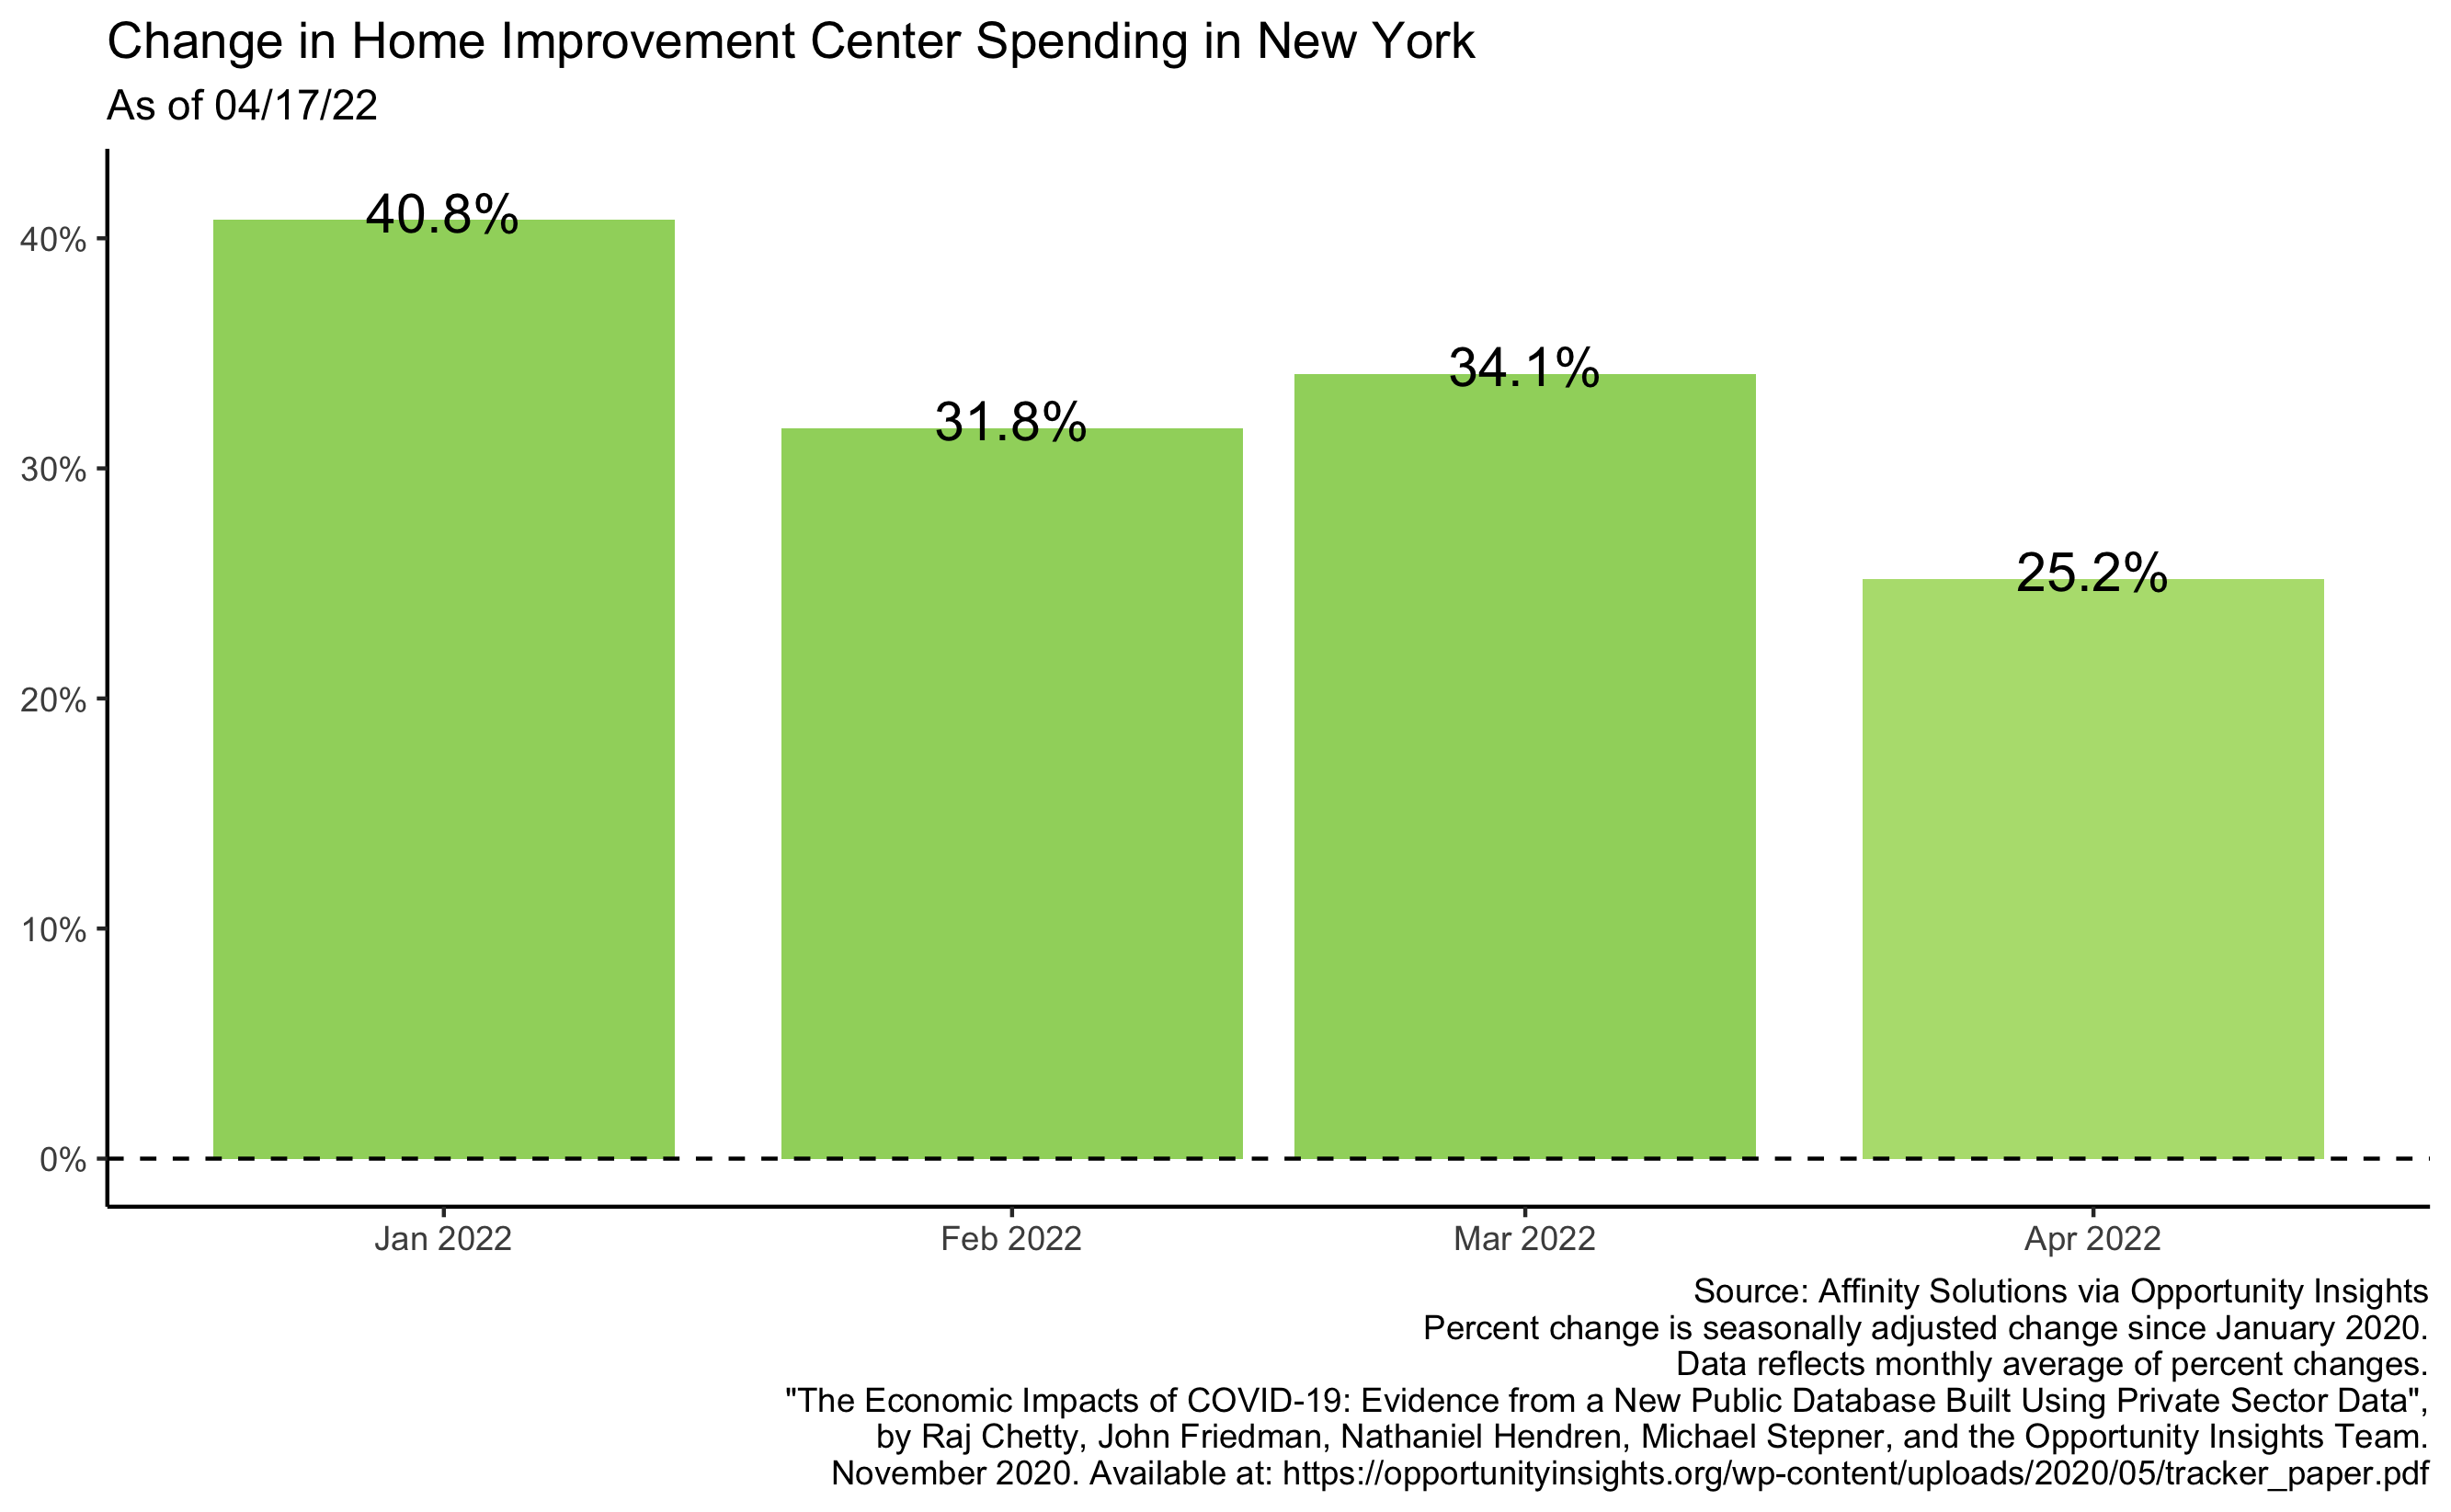 Change in Home Improvement Center Spending in New York
As of 04/17/22
40.8%
31.8%
34.1%
25.2%
40%
30%
20%
10%
0%
Jan 2022
Feb 2022
Mar 2022
Apr 2022
Source: Affinity Solutions via Opportunity Insights
Percent change is seasonally adjusted change since January 2020.
Data reflects monthly average of percent changes.
"The Economic Impacts of COVID-19: Evidence from a New Public Database Built Using Private Sector Data",
by Raj Chetty, John Friedman, Nathaniel Hendren, Michael Stepner, and the Opportunity Insights Team.
November 2020. Available at: https://opportunityinsights.org/wp-content/uploads/2020/05/tracker_paper.pdf